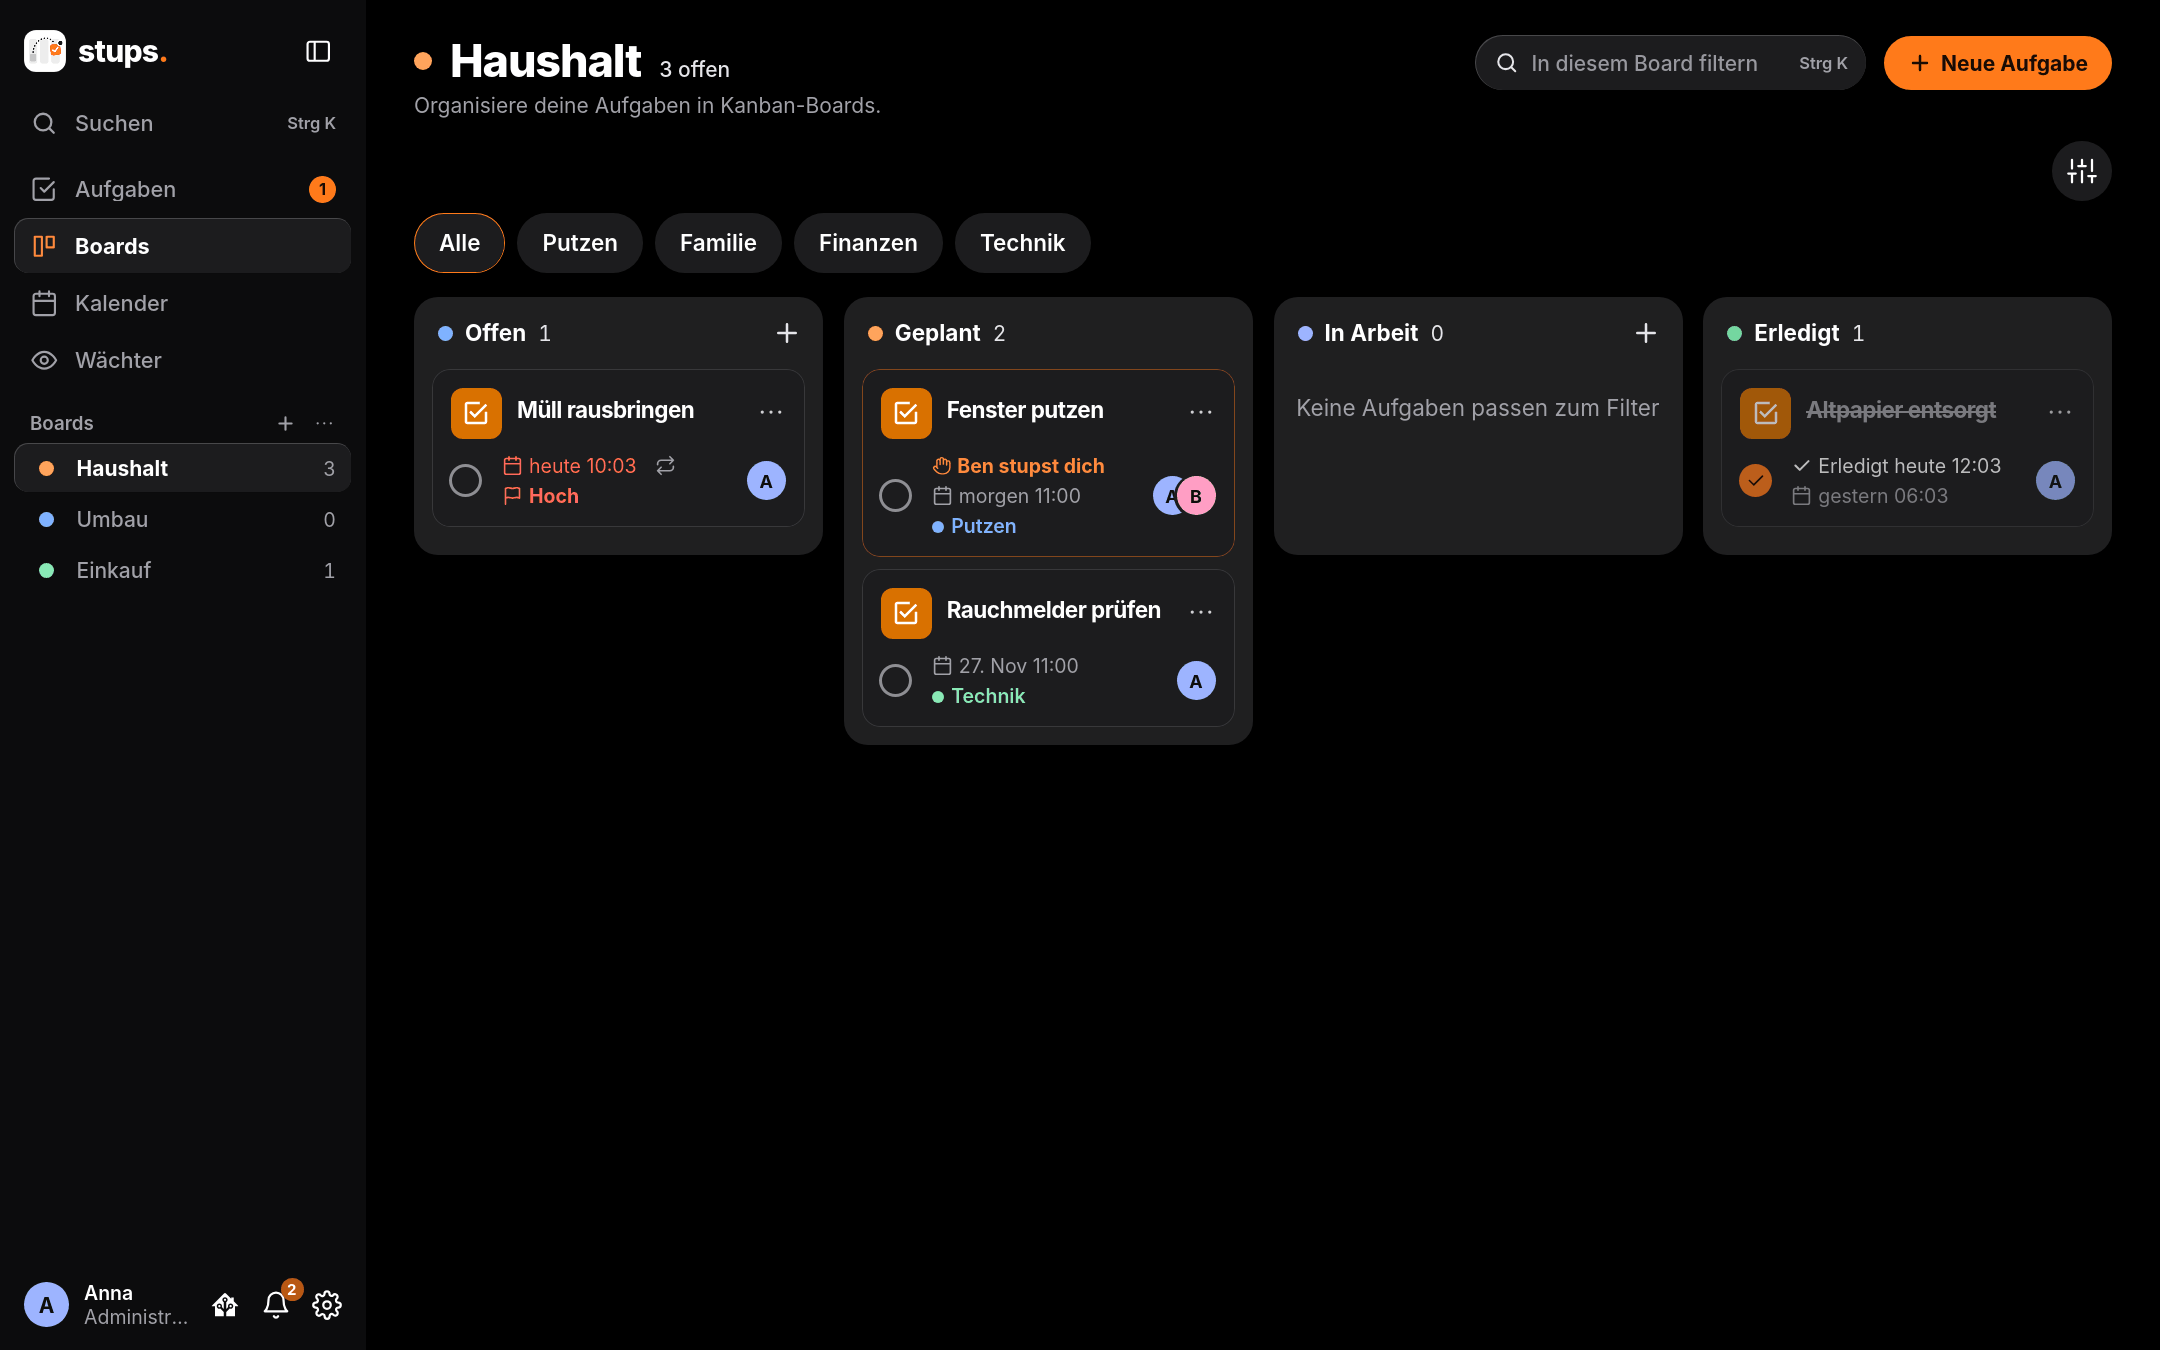 stups.
Suchen Strg K
Aufgaben 1
Boards
Kalender
Wächter
Boards
Haushalt 3
Umbau 0
Einkauf 1
A Anna
Administr...
2
Haushalt 3 offen
Organisiere deine Aufgaben in Kanban-Boards.
In diesem Board filtern Strg K
Neue Aufgabe
Alle Putzen Familie Finanzen Technik
Offen 1
Müll rausbringen
heute 10:03
Hoch
A
Geplant 2
Fenster putzen
Ben stupst dich
morgen 11:00
A B
Putzen
Rauchmelder prüfen
27. Nov 11:00
Technik
A
In Arbeit 0
Keine Aufgaben passen zum Filter
Erledigt 1
Altpapier entsorgt
Erledigt heute 12:03
gestern 06:03
A